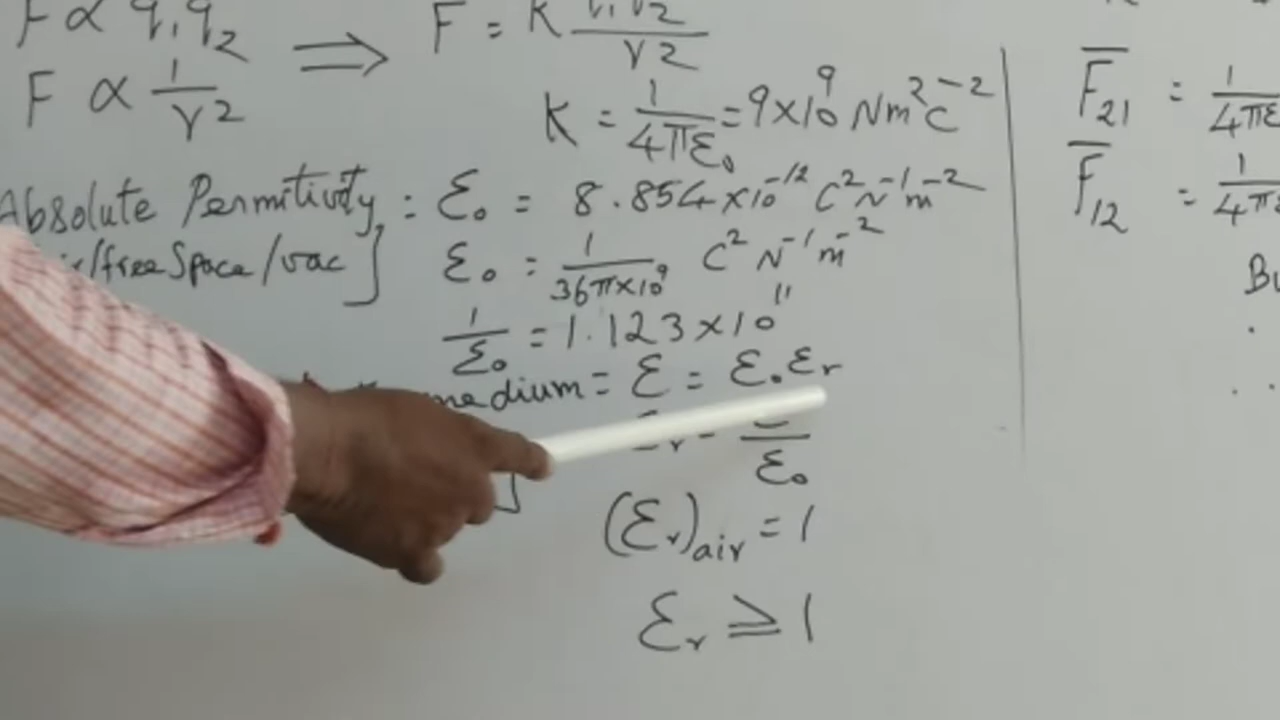 F ∝ q₁q₂ ⟹ F = K q₁q₂ / r2
F ∝ 1/r2
K = 1/4πε₀ = 9×10⁹ Nm²C⁻²
Absolute Permitivity : ε₀ = 8.854×10⁻¹² C²N⁻¹m⁻²
/free Space/vac] ε₀ = 1/36π×10⁹ C²N⁻¹m⁻²
1/ε₀ = 1.123×10¹¹
medium = ε = ε₀εr
ε₀
(εr)air = 1
εr ≥ 1
F̅₂₁ = 1/4πε
F̅₁₂ = 1/4πε